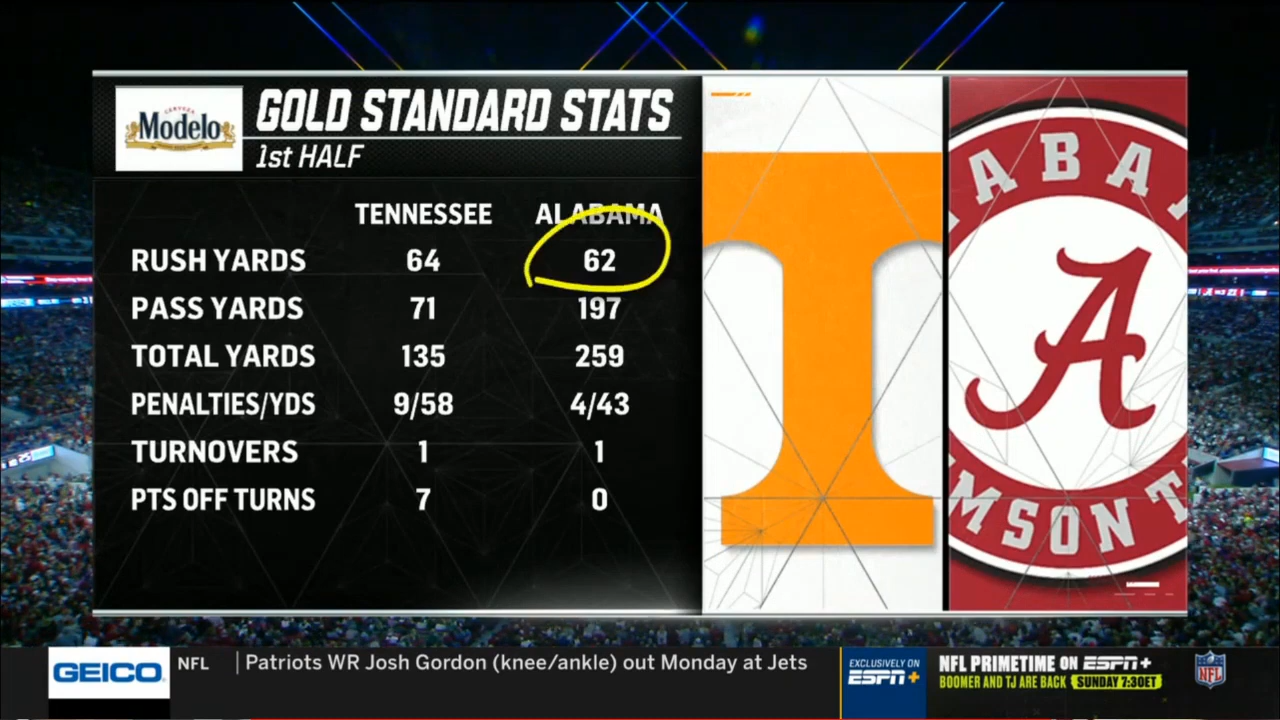 Modelo
GOLD STANDARD STATS
1st HALF
TENNESSEE ALABAMA
RUSH YARDS 64 62
PASS YARDS 71 197
TOTAL YARDS 135 259
PENALTIES/YDS 9/58 4/43
TURNOVERS 1 1
PTS OFF TURNS 7 0
ABA
A
MSON T
GEICO
NFL Patriots WR Josh Gordon (knee/ankle) out Monday at Jets
EXCLUSIVELY ON
ESPN+
NFL PRIMETIME ON ESPN+
BOOMER AND TJ ARE BACK SUNDAY 7:30ET
NFL